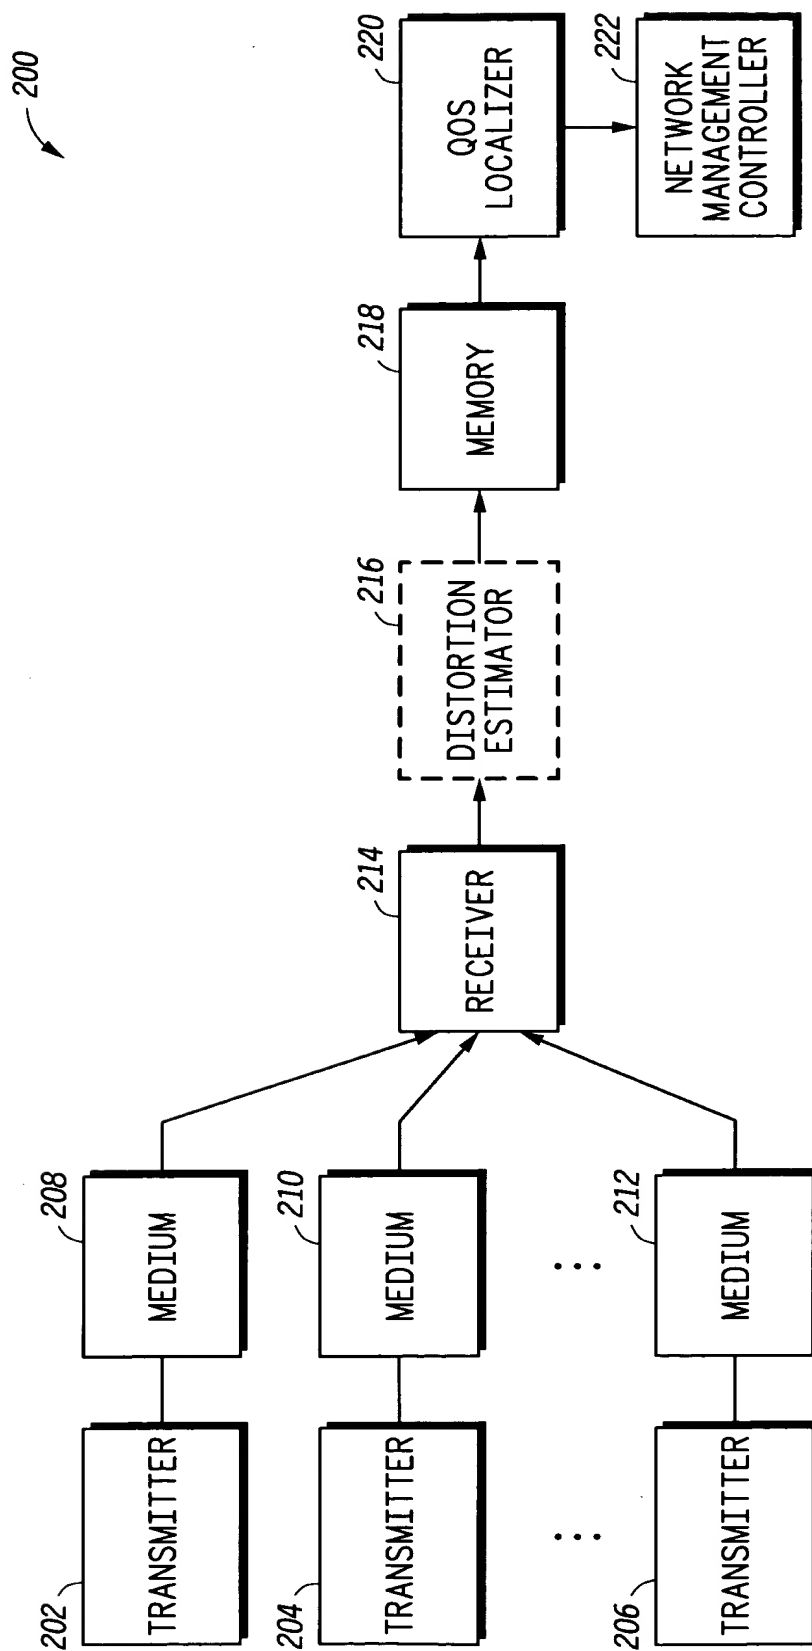 200
202
TRANSMITTER
208
MEDIUM
204
TRANSMITTER
210
MEDIUM
...
...
206
TRANSMITTER
212
MEDIUM
214
RECEIVER
216
DISTORTION
ESTIMATOR
218
MEMORY
220
QOS
LOCALIZER
222
NETWORK
MANAGEMENT
CONTROLLER